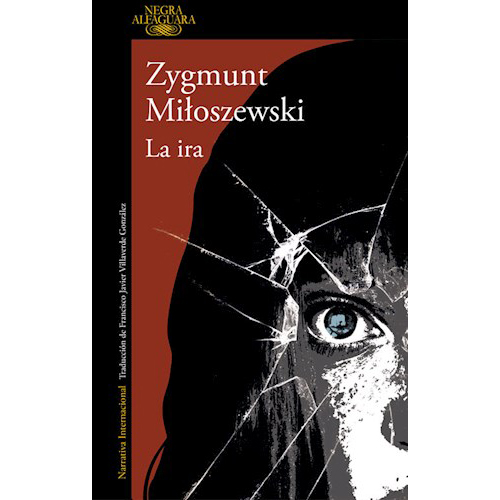 NEGRA
ALFAGUARA
Zygmunt
Miłoszewski
La ira
Narrativa Internacional Traducción de Francisco Javier Villaverde González